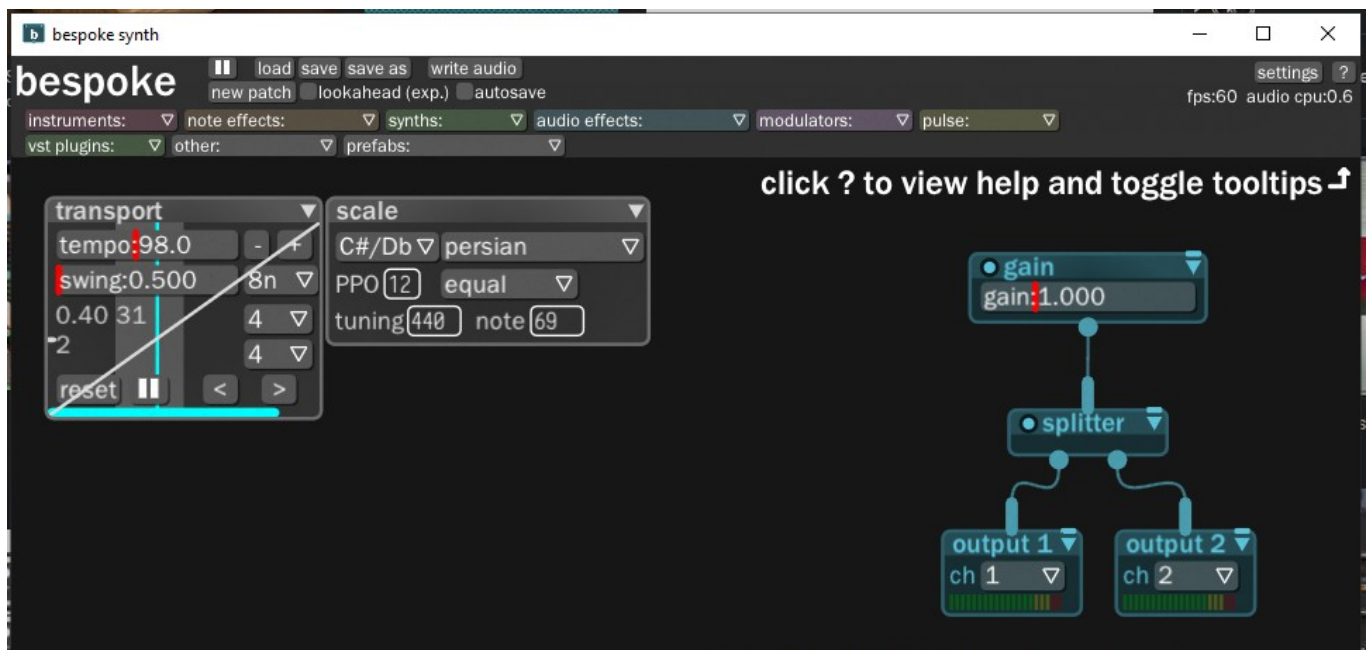 bespoke synth
bespoke
load save save as write audio
new patch lookahead (exp.) autosave
settings ?
fps:60 audio cpu:0.6
instruments: note effects: synths: audio effects: modulators: pulse:
vst plugins: other: prefabs:
click ? to view help and toggle tooltips
transport
tempo:98.0 - +
swing:0.500 8n
0.40 31 4
2 4
reset < >
scale
C#/Db persian
PPO 12 equal
tuning 440 note 69
gain
gain:1.000
splitter
output 1
ch 1
output 2
ch 2